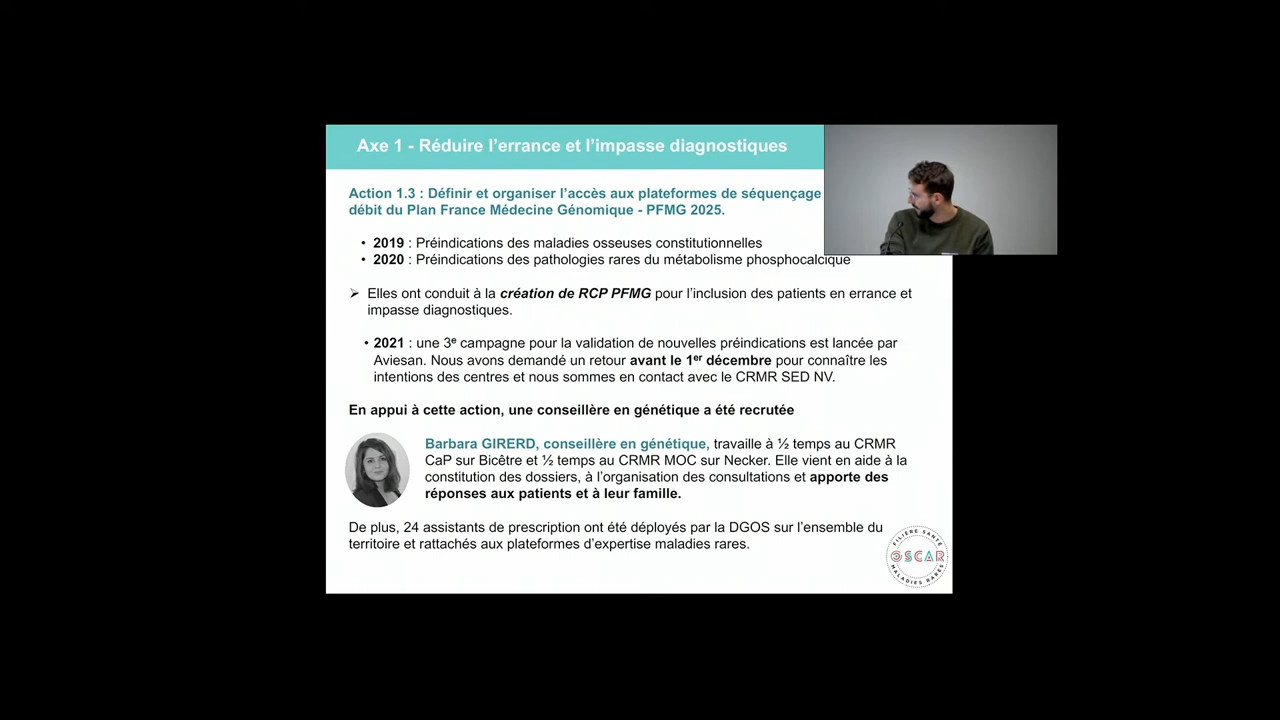 Axe 1 - Réduire l’errance et l’impasse diagnostiques
Action 1.3 : Définir et organiser l’accès aux plateformes de séquençage
débit du Plan France Médecine Génomique - PFMG 2025.
• 2019 : Préindications des maladies osseuses constitutionnelles
• 2020 : Préindications des pathologies rares du métabolisme phosphocalcique
➢ Elles ont conduit à la création de RCP PFMG pour l’inclusion des patients en errance et
impasse diagnostiques.
• 2021 : une 3e campagne pour la validation de nouvelles préindications est lancée par
Aviesan. Nous avons demandé un retour avant le 1er décembre pour connaître les
intentions des centres et nous sommes en contact avec le CRMR SED NV.
En appui à cette action, une conseillère en génétique a été recrutée
Barbara GIRERD, conseillère en génétique, travaille à ½ temps au CRMR
CaP sur Bicêtre et ½ temps au CRMR MOC sur Necker. Elle vient en aide à la
constitution des dossiers, à l’organisation des consultations et apporte des
réponses aux patients et à leur famille.
De plus, 24 assistants de prescription ont été déployés par la DGOS sur l’ensemble du
territoire et rattachés aux plateformes d’expertise maladies rares.
FILIÈRE SANTÉ
OSCAR
MALADIES RARES